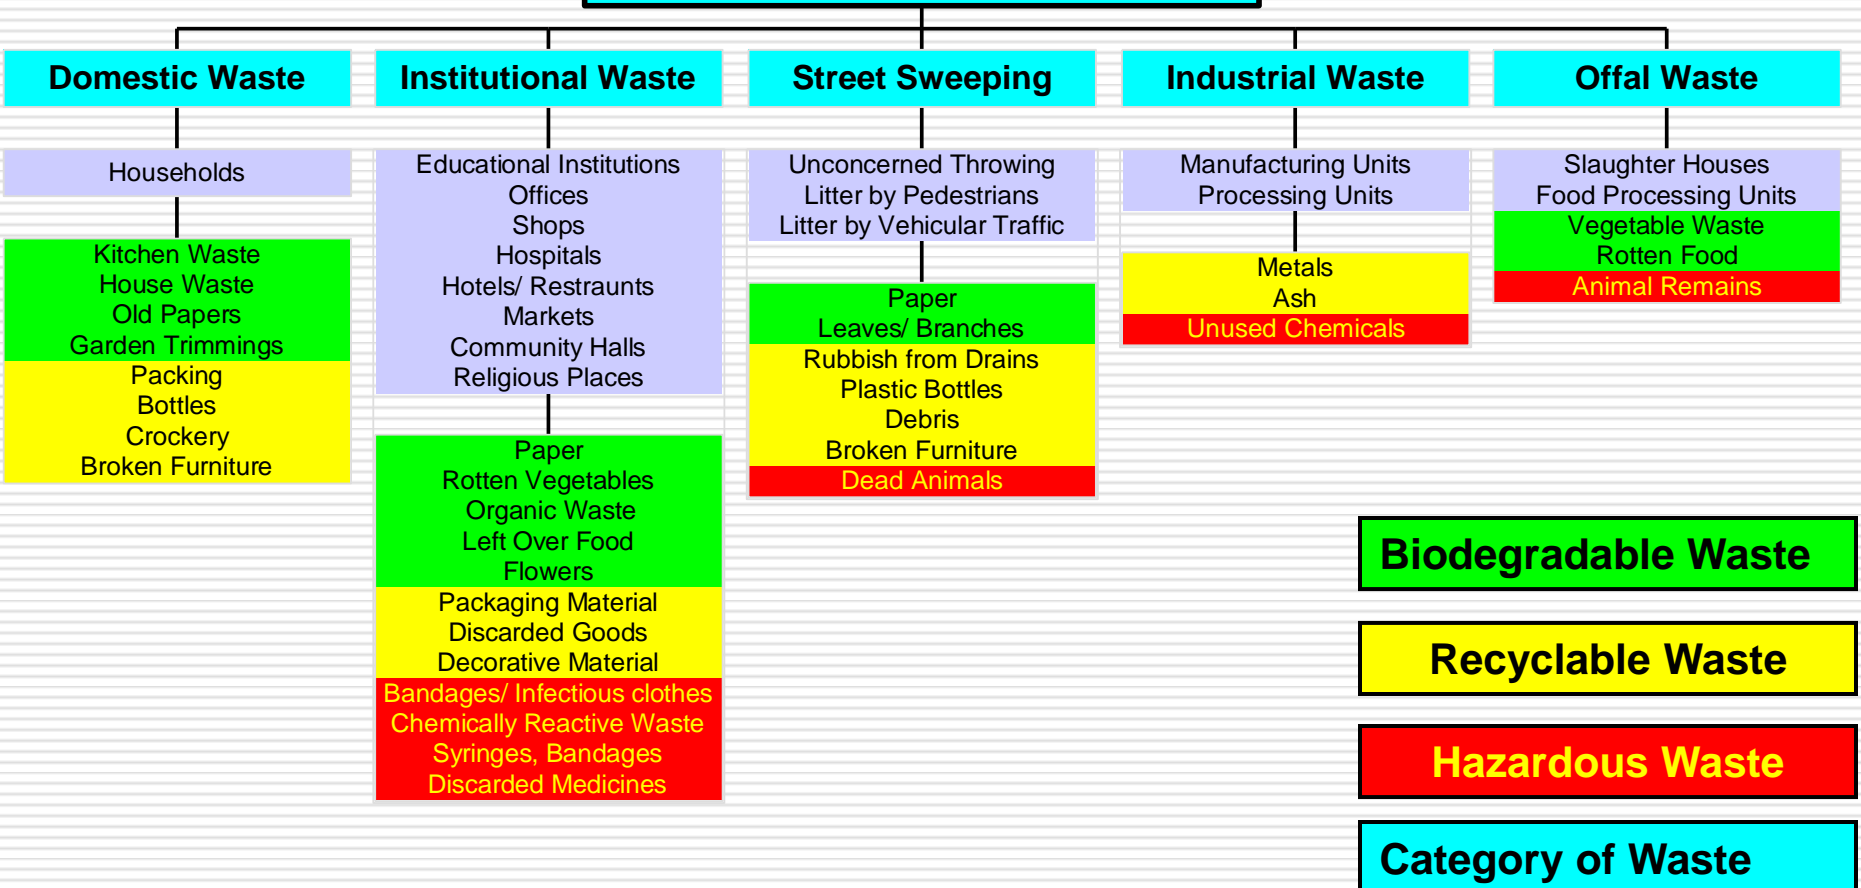 Domestic Waste
Households
Kitchen Waste
House Waste
Old Papers
Garden Trimmings
Packing
Bottles
Crockery
Broken Furniture
Institutional Waste
Educational Institutions
Offices
Shops
Hospitals
Hotels/ Restraunts
Markets
Community Halls
Religious Places
Paper
Rotten Vegetables
Organic Waste
Left Over Food
Flowers
Packaging Material
Discarded Goods
Decorative Material
Bandages/ Infectious clothes
Chemically Reactive Waste
Syringes, Bandages
Discarded Medicines
Street Sweeping
Unconcerned Throwing
Litter by Pedestrians
Litter by Vehicular Traffic
Paper
Leaves/ Branches
Rubbish from Drains
Plastic Bottles
Debris
Broken Furniture
Dead Animals
Industrial Waste
Manufacturing Units
Processing Units
Metals
Ash
Unused Chemicals
Offal Waste
Slaughter Houses
Food Processing Units
Vegetable Waste
Rotten Food
Animal Remains
Biodegradable Waste
Recyclable Waste
Hazardous Waste
Category of Waste